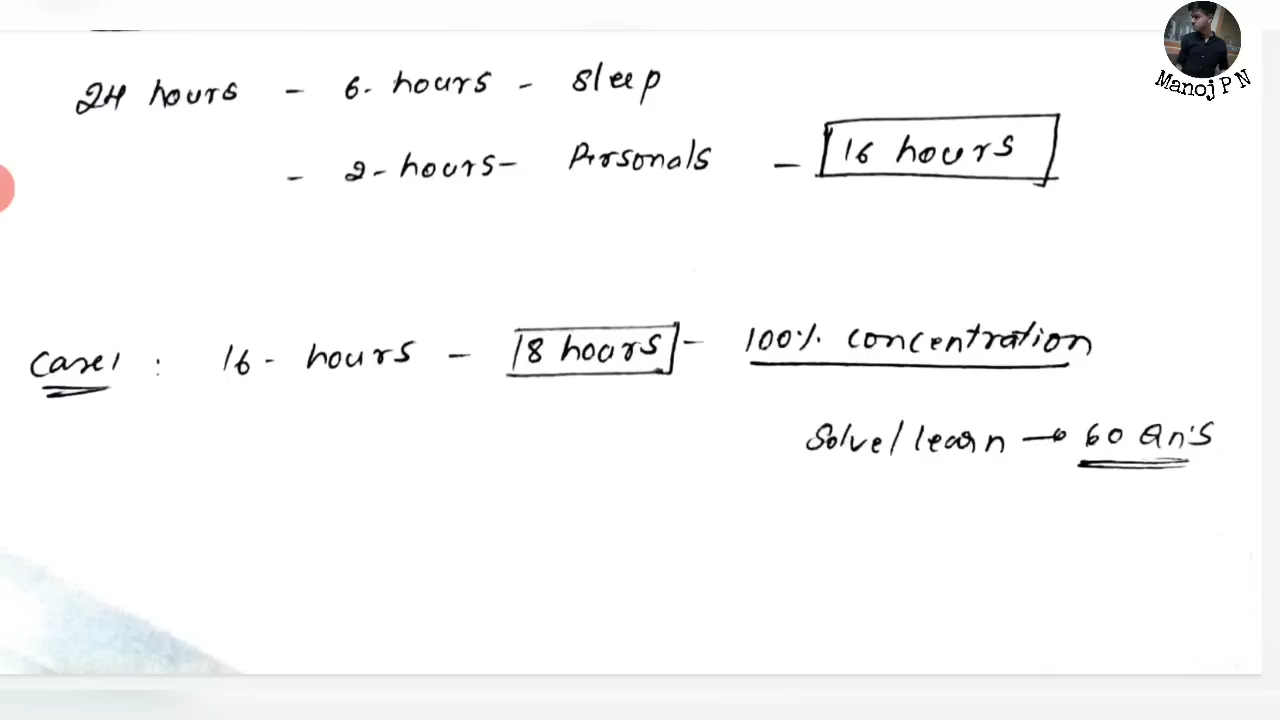 Manoj P N
24 hours - 6- hours - sleep
- 2-hours- Personals - 16 hours
Case1 : 16- hours - 18 hours - 100% concentration
Solve/learn → 60 Qn's